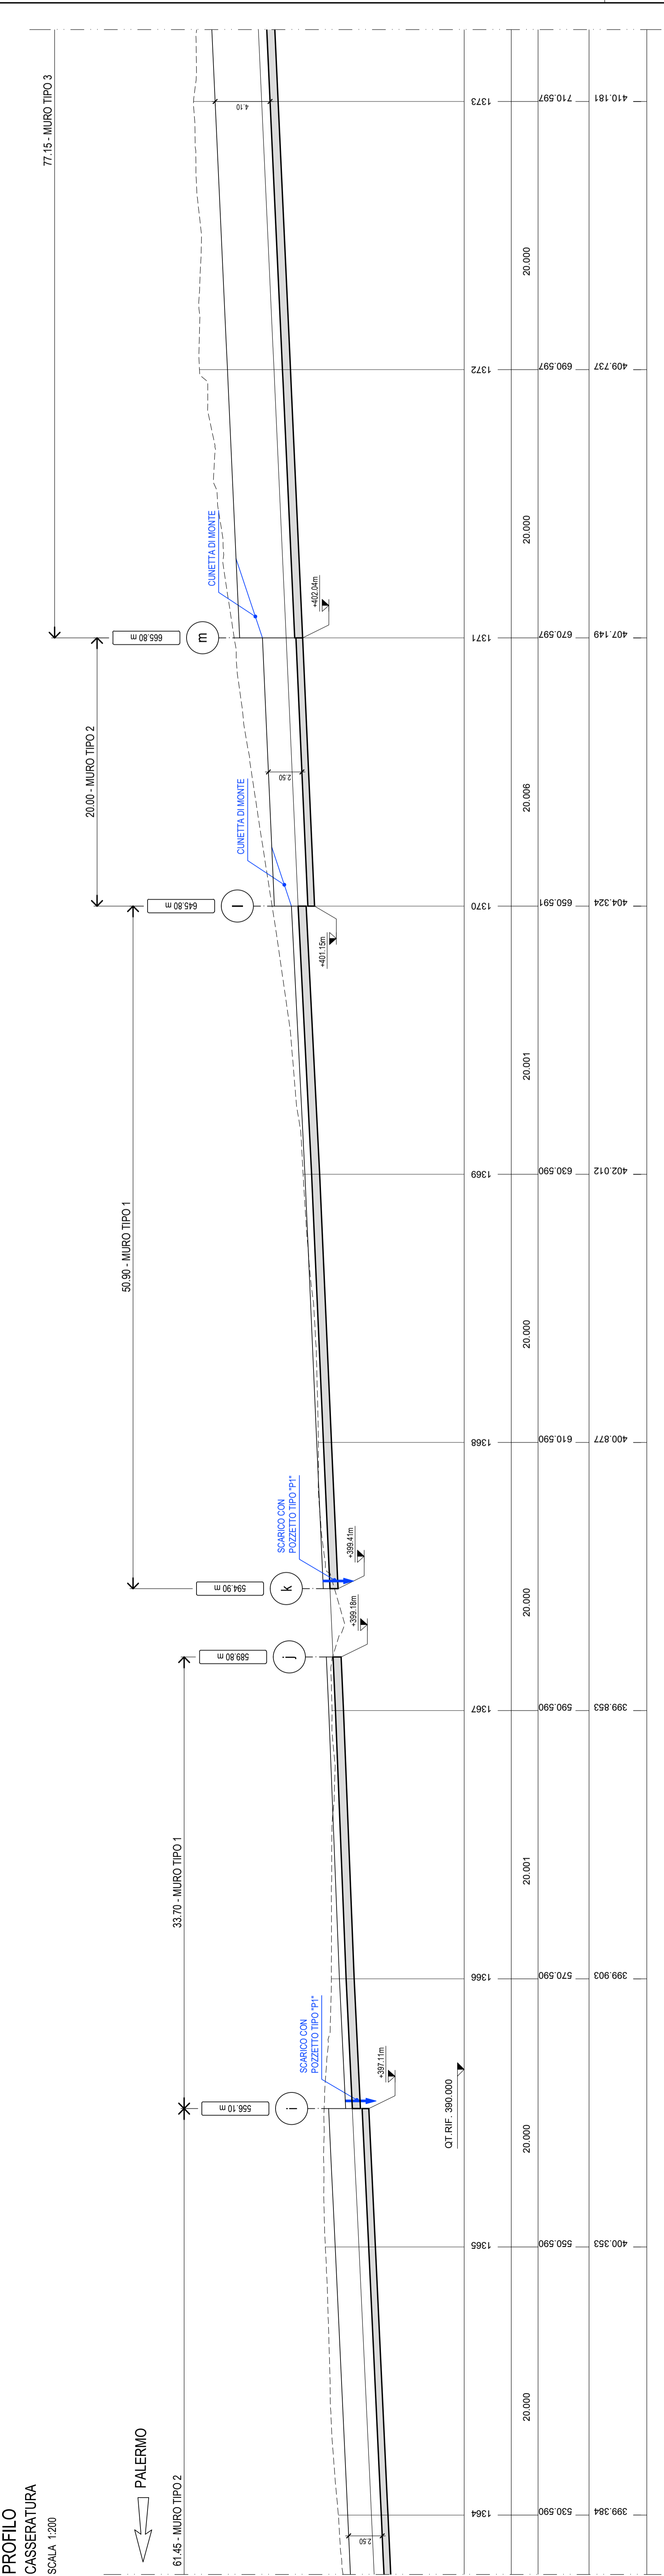 PROFILO
CASSERATURA
SCALA 1:200
PALERMO
61.45 - MURO TIPO 2
33.70 - MURO TIPO 1
50.90 - MURO TIPO 1
20.00 - MURO TIPO 2
77.15 - MURO TIPO 3
556.10 m
589.80 m
594.90 m
645.80 m
665.80 m
i
j
k
l
m
SCARICO CON
POZZETTO TIPO "P1"
SCARICO CON
POZZETTO TIPO "P1"
CUNETTA DI MONTE
CUNETTA DI MONTE
2.50
2.50
4.10
+397.11m
+399.18m
+399.41m
+401.15m
+402.04m
QT.RIF. 390.000
1364
1365
1366
1367
1368
1369
1370
1371
1372
1373
20.000
20.000
20.001
20.000
20.000
20.001
20.006
20.000
20.000
530.590
550.590
570.590
590.590
610.590
630.590
650.591
670.597
690.597
710.597
399.384
400.353
399.903
399.853
400.877
402.012
404.324
407.149
409.737
410.181